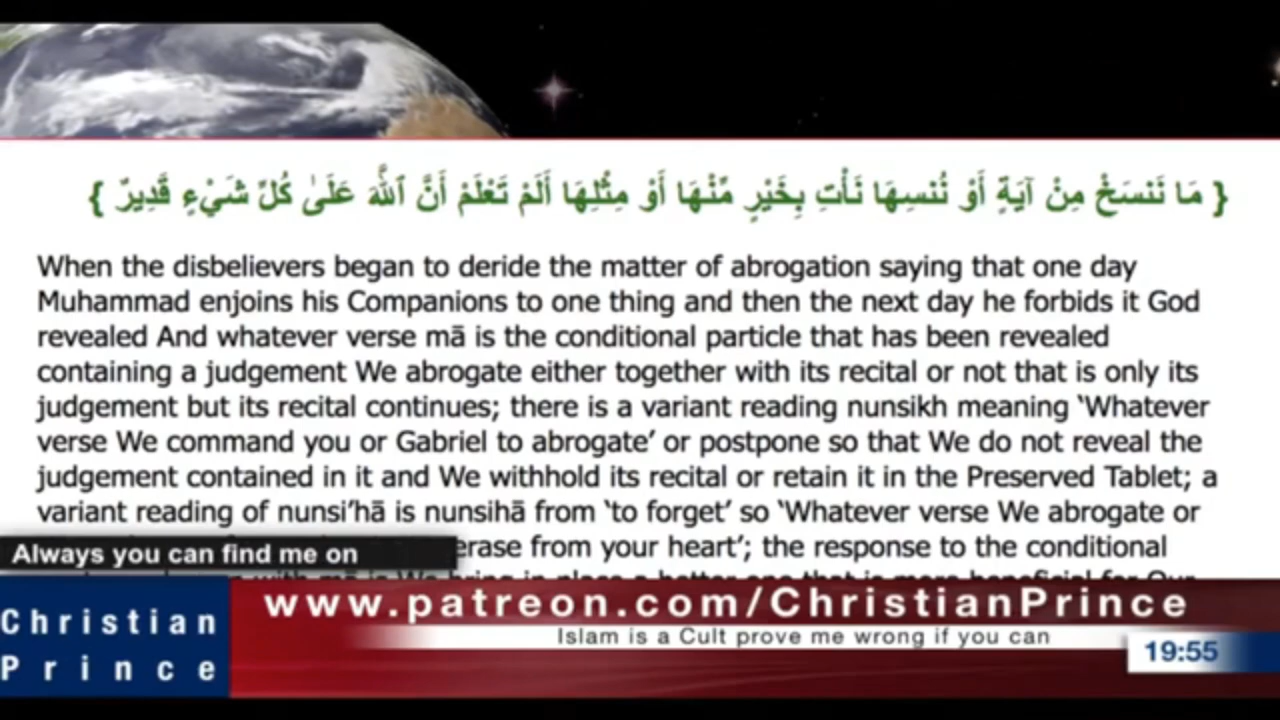 { مَا نَنسَخْ مِنْ آيَةٍ أَوْ نُنسِهَا نَأْتِ بِخَيْرٍ مِّنْهَا أَوْ مِثْلِهَا أَلَمْ تَعْلَمْ أَنَّ ٱللَّهَ عَلَىٰ كُلِّ شَيْءٍ قَدِيرٌ }
When the disbelievers began to deride the matter of abrogation saying that one day
Muhammad enjoins his Companions to one thing and then the next day he forbids it God
revealed And whatever verse mā is the conditional particle that has been revealed
containing a judgement We abrogate either together with its recital or not that is only its
judgement but its recital continues; there is a variant reading nunsikh meaning ‘Whatever
verse We command you or Gabriel to abrogate’ or postpone so that We do not reveal the
judgement contained in it and We withhold its recital or retain it in the Preserved Tablet; a
variant reading of nunsi’hā is nunsihā from ‘to forget’ so ‘Whatever verse We abrogate or
erase from your heart’; the response to the conditional
Always you can find me on
Christian
Prince
www.patreon.com/ChristianPrince
Islam is a Cult prove me wrong if you can
19:55